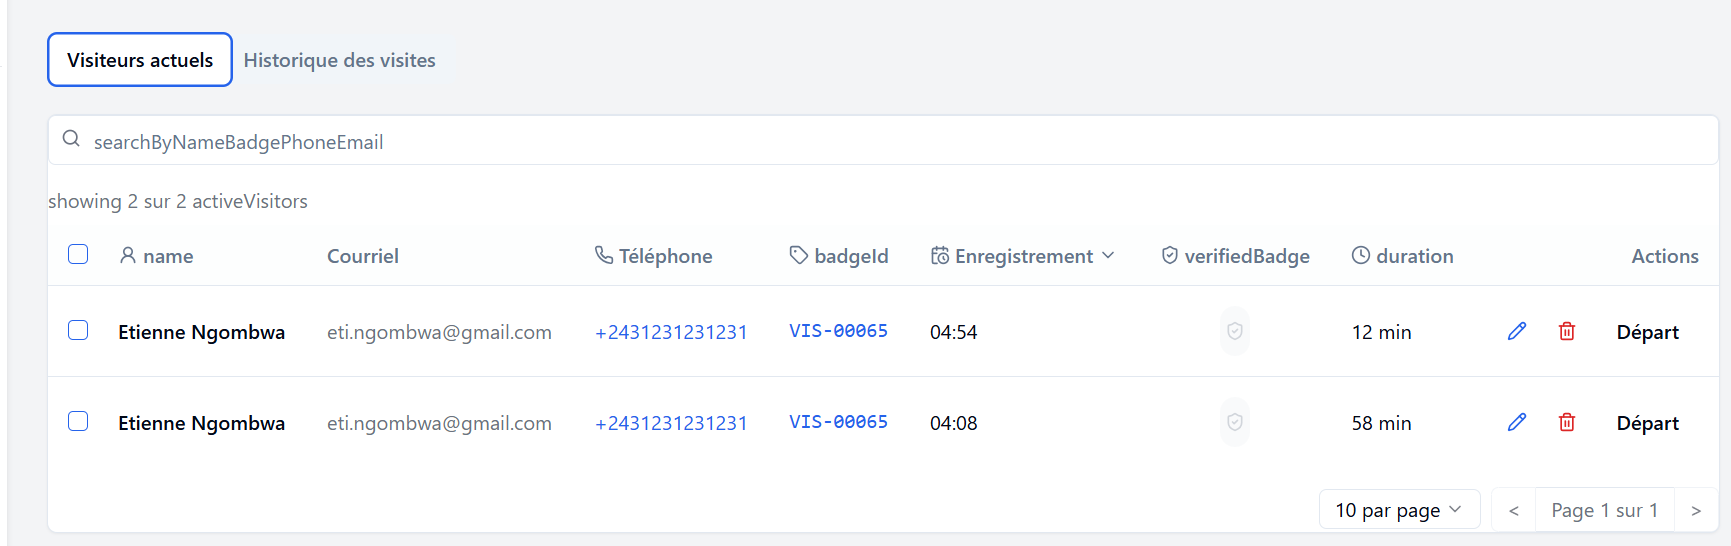 Visiteurs actuels Historique des visites
searchByNameBadgePhoneEmail
showing 2 sur 2 activeVisitors
name Courriel Téléphone badgeId Enregistrement verifiedBadge duration Actions
Etienne Ngombwa eti.ngombwa@gmail.com +2431231231231 VIS-00065 04:54 12 min Départ
Etienne Ngombwa eti.ngombwa@gmail.com +2431231231231 VIS-00065 04:08 58 min Départ
10 par page < Page 1 sur 1 >